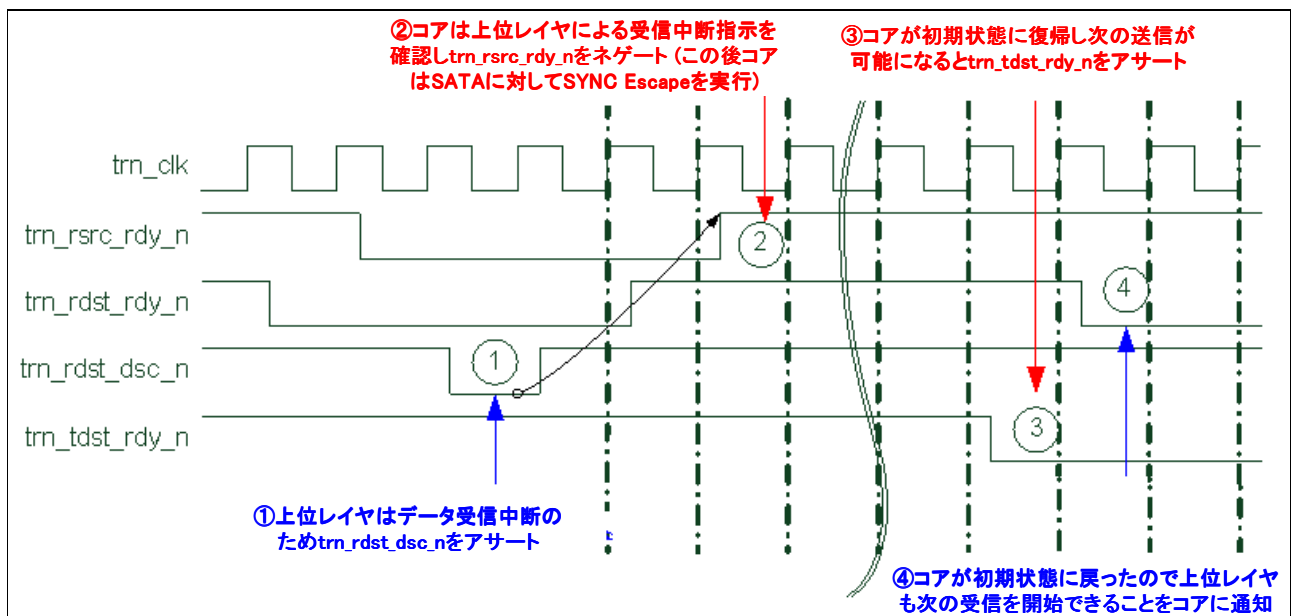 ②コアは上位レイヤによる受信中断指示を
確認しtrn_rsrc_rdy_nをネゲート (この後コア
はSATAに対してSYNC Escapeを実行)
③コアが初期状態に復帰し次の送信が
可能になるとtrn_tdst_rdy_nをアサート
trn_clk
trn_rsrc_rdy_n
2
trn_rdst_rdy_n
4
trn_rdst_dsc_n
1
trn_tdst_rdy_n
3
①上位レイヤはデータ受信中断の
ためtrn_rdst_dsc_nをアサート
④コアが初期状態に戻ったので上位レイヤ
も次の受信を開始できることをコアに通知